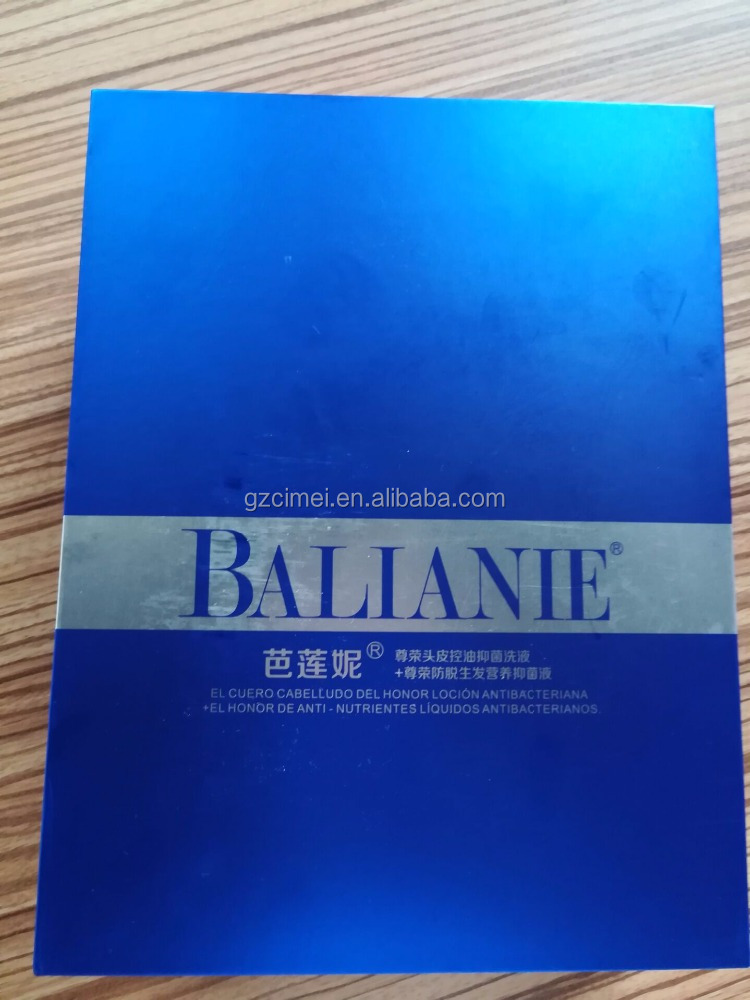 gzcimei.en.alibaba.com
BALIANIE®
芭莲妮® 尊荣头皮控油抑菌洗液
+尊荣防脱生发营养抑菌液
EL CUERO CABELLUDO DEL HONOR LOCIÓN ANTIBACTERIANA
+EL HONOR DE ANTI - NUTRIENTES LÍQUIDOS ANTIBACTERIANOS.